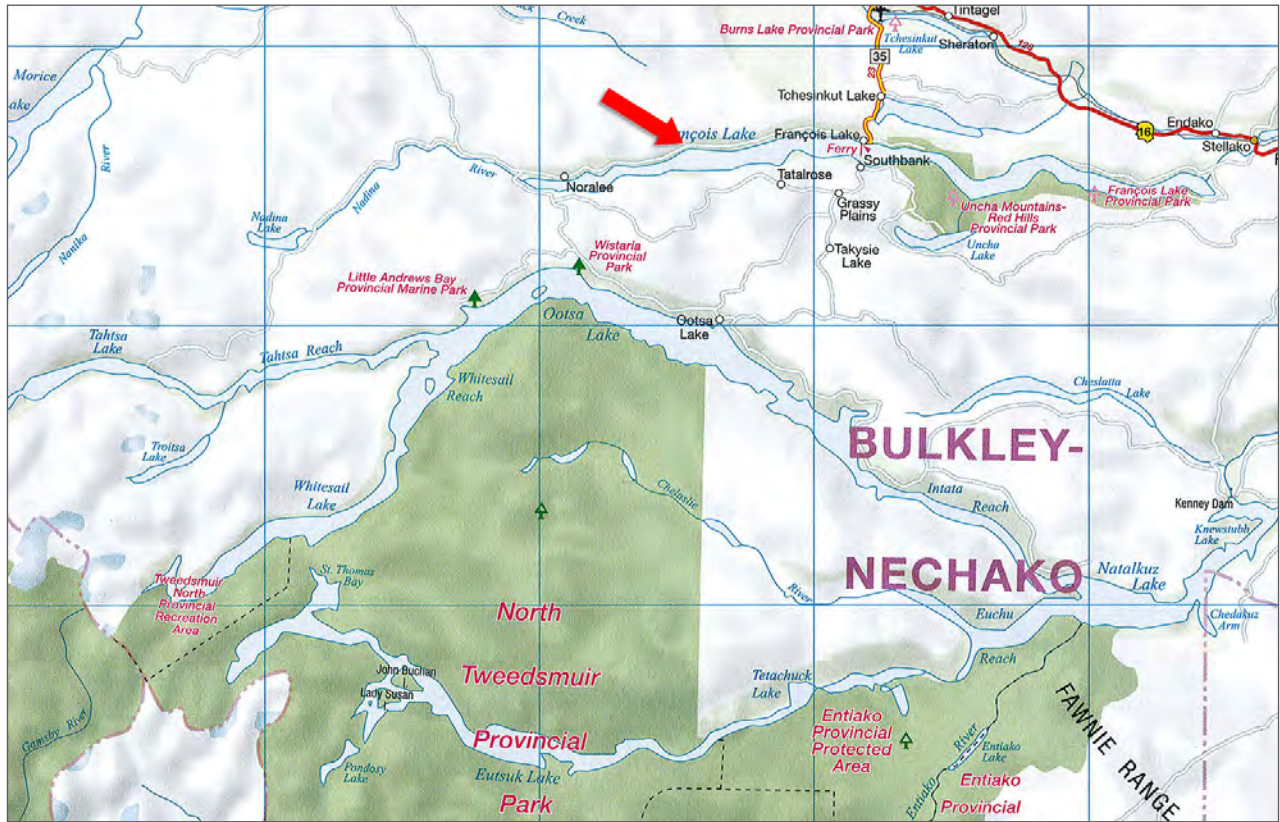 Tintagel
Burns Lake Provincial Park
Tchesinkut
Lake
Sheraton
Creek
129
35
23
Morice
ake
Tchesinkut Lake
16
Endako
Stellako
nçois Lake
François Lake
Ferry
Southbank
River
Noralee
Tatalrose
River
Nadina
Nadina
Lake
Nanika
Grassy
Plains
Uncha Mountains-
Red Hills
Provincial Park
François Lake
Provincial Park
Uncha
Lake
Takysie
Lake
Wistaria
Provincial
Park
Little Andrews Bay
Provincial Marine Park
Ootsa
Lake
Ootsa
Lake
Tahtsa
Lake
Tahtsa Reach
Whitesail
Reach
Cheslatta
Lake
Troitsa
Lake
BULKLEY-
NECHAKO
Whitesail
Lake
Chelaslie
River
Intata
Reach
Kenney Dam
Knewstubb
Lake
Natalkuz
Lake
Chedakuz
Arm
Euchu
Reach
St. Thomas
Bay
Tweedsmuir
North
Provincial
Recreation
Area
North
Tweedsmuir
Provincial
Park
John Buchan
Lady Susan
Tetachuck
Lake
Gamsby River
Pondosy
Lake
Eutsuk Lake
Entiako
Provincial
Protected
Area
Entiako
River
Entiako
Lake
Entiako
Provincial
FAWNIE RANGE